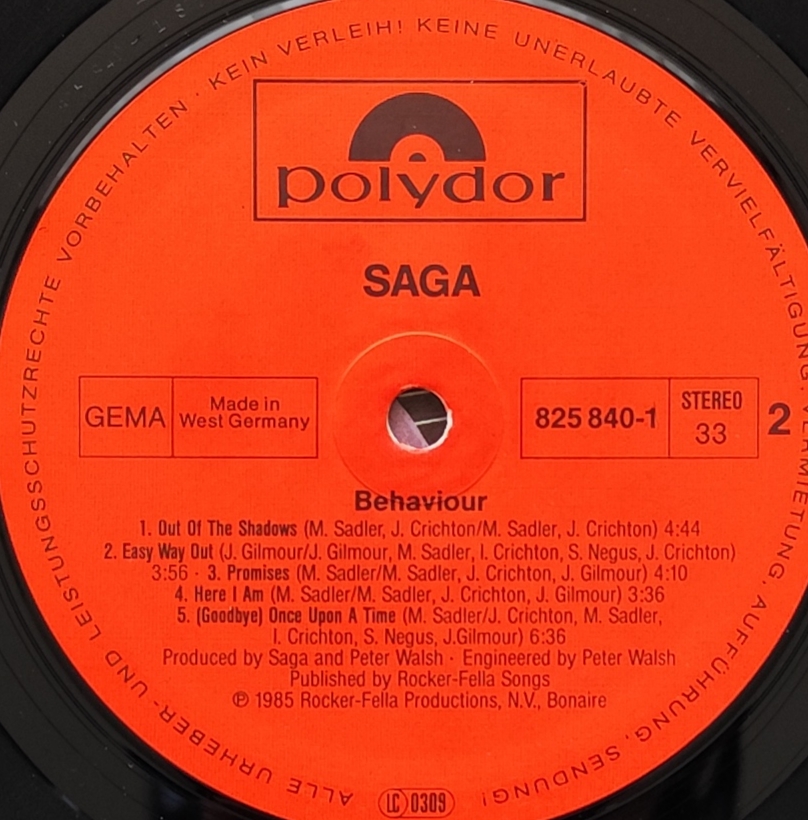 ALLE URHEBER- UND LEISTUNGSSCHUTZRECHTE VORBEHALTEN · KEIN VERLEIH! KEINE UNERLAUBTE VERVIELFÄLTIGUNG, VERMIETUNG, AUFFÜHRUNG, SENDUNG!
polydor
SAGA
GEMA
Made in
West Germany
825 840-1
STEREO
33
2
Behaviour
1. Out Of The Shadows (M. Sadler, J. Crichton/M. Sadler, J. Crichton) 4:44
2. Easy Way Out (J. Gilmour/J. Gilmour, M. Sadler, I. Crichton, S. Negus, J. Crichton)
3:56 · 3. Promises (M. Sadler/M. Sadler, J. Crichton, J. Gilmour) 4:10
4. Here I Am (M. Sadler/M. Sadler, J. Crichton, J. Gilmour) 3:36
5. (Goodbye) Once Upon A Time (M. Sadler/J. Crichton, M. Sadler,
I. Crichton, S. Negus, J.Gilmour) 6:36
Produced by Saga and Peter Walsh · Engineered by Peter Walsh
Published by Rocker-Fella Songs
℗ 1985 Rocker-Fella Productions, N.V., Bonaire
LC 0309